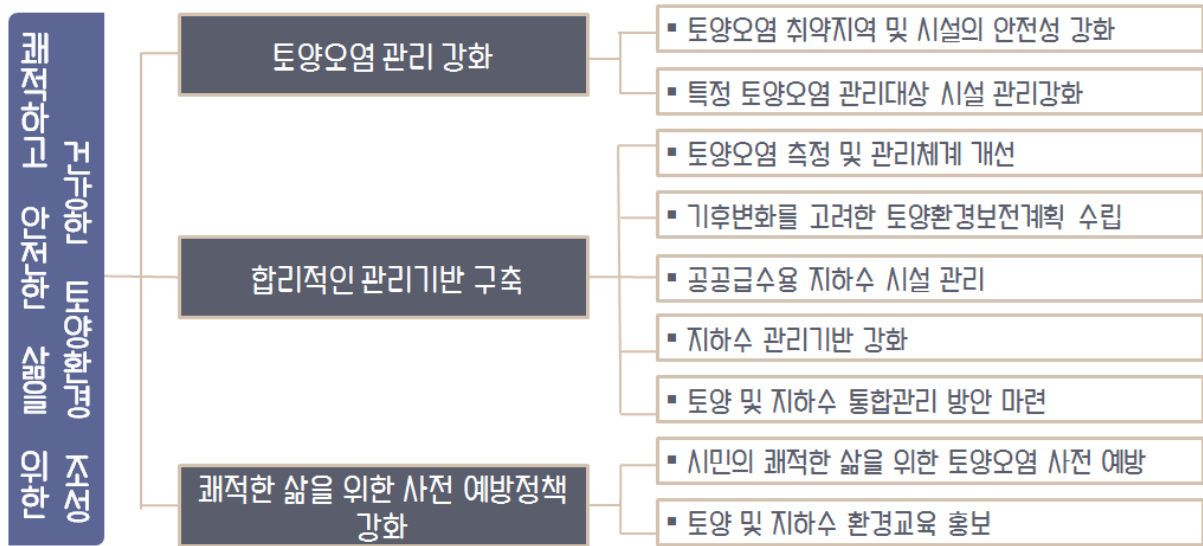 쾌적하고 안전한 삶을 위한
건강한 토양환경 조성
토양오염 관리 강화
▪ 토양오염 취약지역 및 시설의 안전성 강화
▪ 특정 토양오염 관리대상 시설 관리강화
합리적인 관리기반 구축
▪ 토양오염 측정 및 관리체계 개선
▪ 기후변화를 고려한 토양환경보전계획 수립
▪ 공공급수용 지하수 시설 관리
▪ 지하수 관리기반 강화
▪ 토양 및 지하수 통합관리 방안 마련
쾌적한 삶을 위한 사전 예방정책
강화
▪ 시민의 쾌적한 삶을 위한 토양오염 사전 예방
▪ 토양 및 지하수 환경교육 홍보